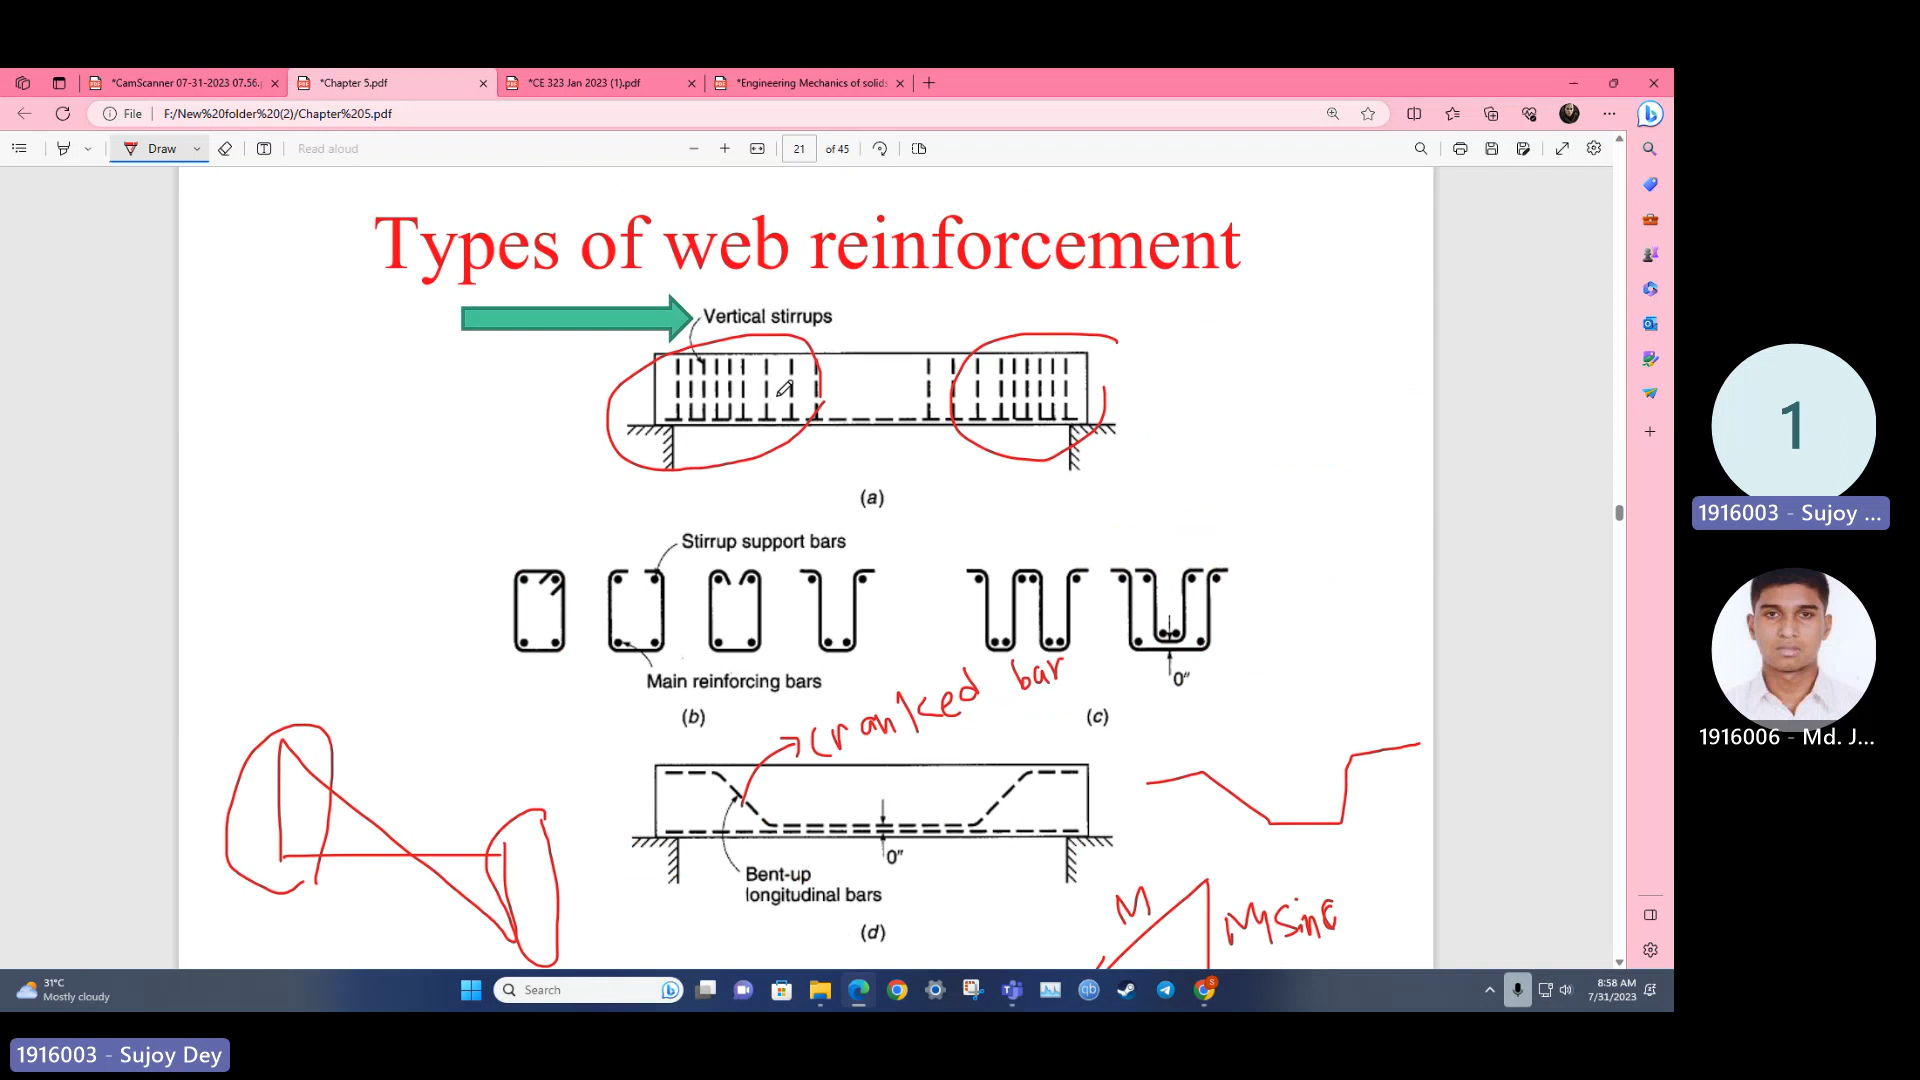 *CamScanner 07-31-2023 07.56.
*Chapter 5.pdf
*CE 323 Jan 2023 (1).pdf
*Engineering Mechanics of solids
File
F:/New%20folder%20(2)/Chapter%205.pdf
Draw
Read aloud
21
of 45
Types of web reinforcement
Vertical stirrups
(a)
Stirrup support bars
Main reinforcing bars
0"
(b)
(c)
cranked bar
0"
Bent-up
longitudinal bars
(d)
M
31°C
Mostly cloudy
Search
8:58 AM
7/31/2023
1
1916003 - Sujoy ...
1916006 - Md. J...
1916003 - Sujoy Dey